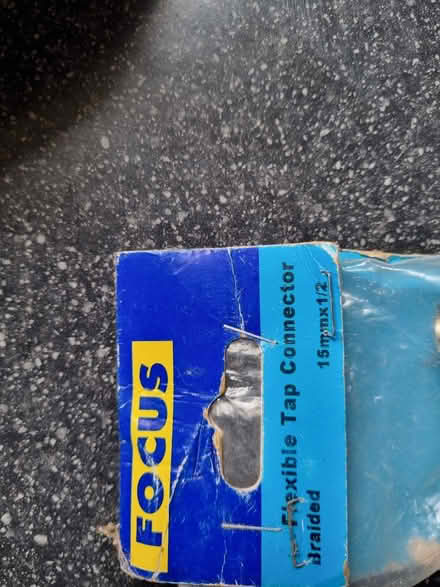 FOCUS
Flexible Tap Connector
Braided
15mmx1/2